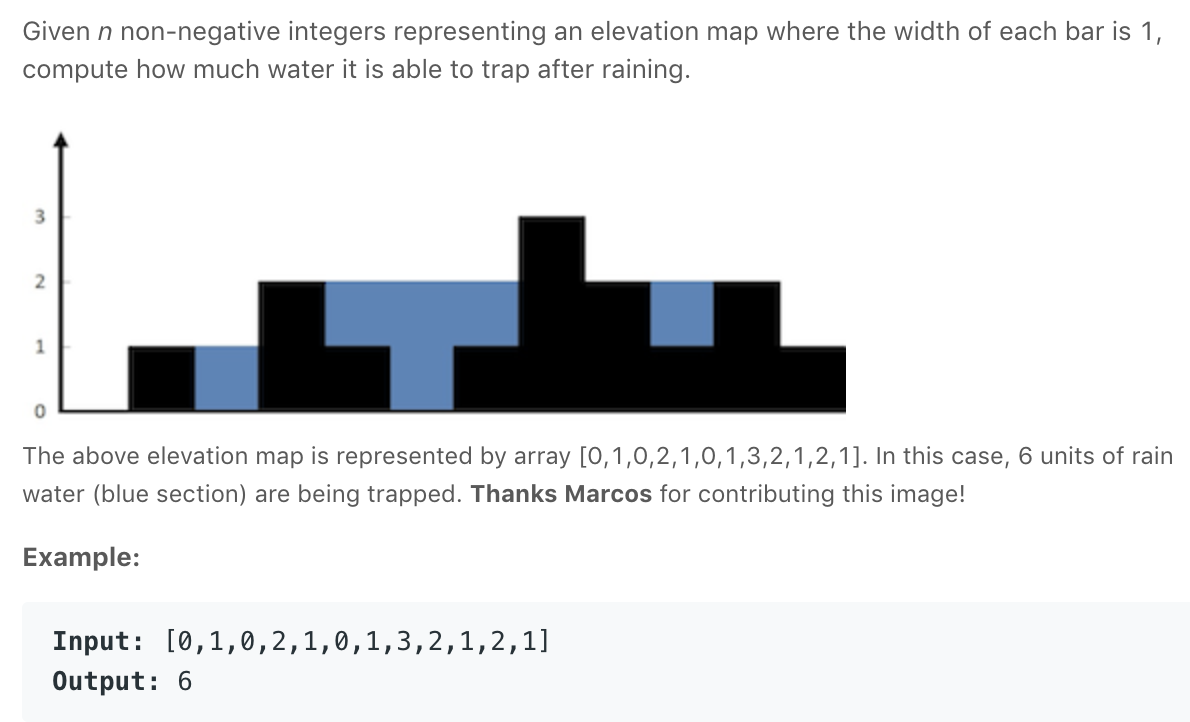 Given n non-negative integers representing an elevation map where the width of each bar is 1,
compute how much water it is able to trap after raining.
3
2
1
0
The above elevation map is represented by array [0,1,0,2,1,0,1,3,2,1,2,1]. In this case, 6 units of rain
water (blue section) are being trapped. Thanks Marcos for contributing this image!
Example:
Input: [0,1,0,2,1,0,1,3,2,1,2,1]
Output: 6